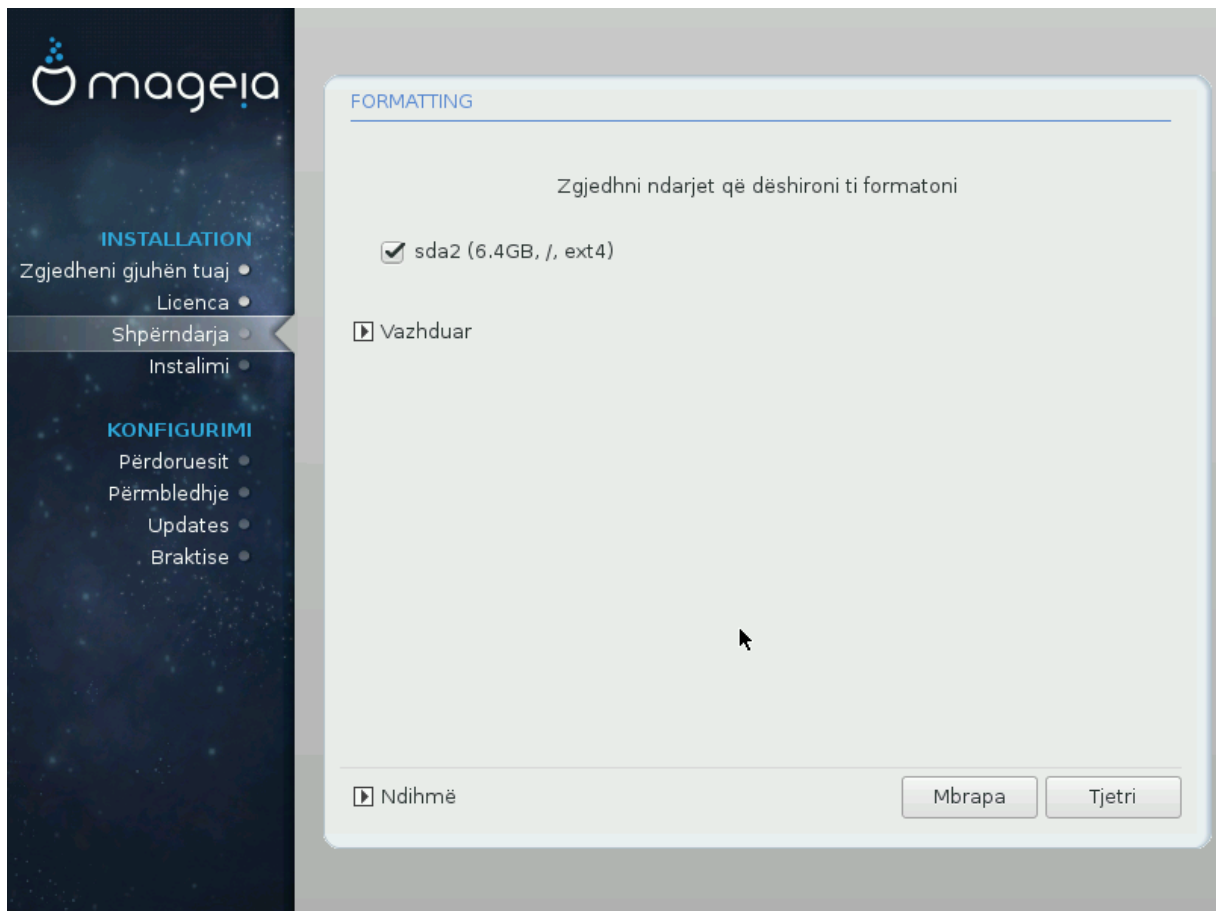 mageia
INSTALLATION
Zgjedheni gjuhën tuaj
Licenca
Shpërndarja
Instalimi
KONFIGURIMI
Përdoruesit
Përmbledhje
Updates
Braktise
FORMATTING
Zgjedhni ndarjet që dëshironi ti formatoni
sda2 (6.4GB, /, ext4)
Vazhduar
Ndihmë
Mbrapa
Tjetri